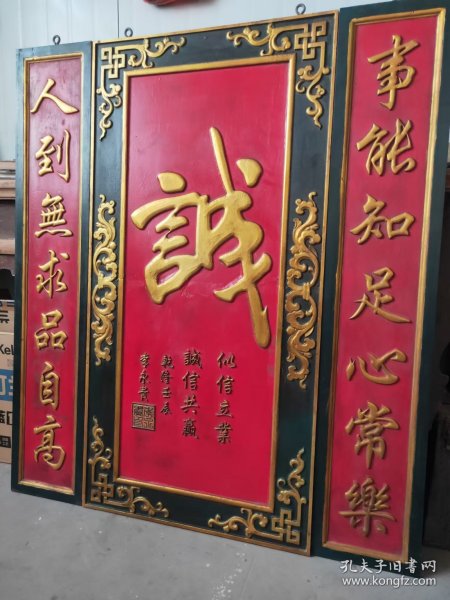 事能知足心常樂
誠
似信立業
誠信共贏
人到無求品自高
孔夫子旧书网
www.kongfz.com